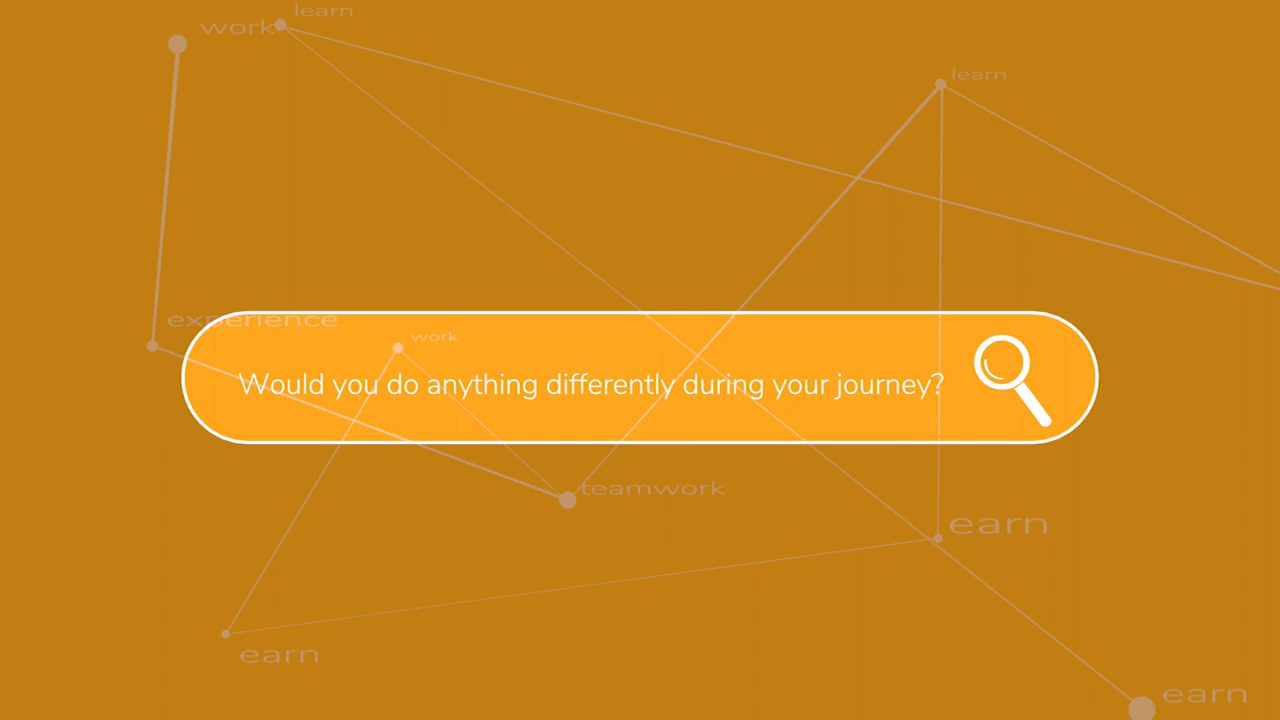 learn
work
learn
experience
work
Would you do anything differently during your journey?
teamwork
earn
earn
earn